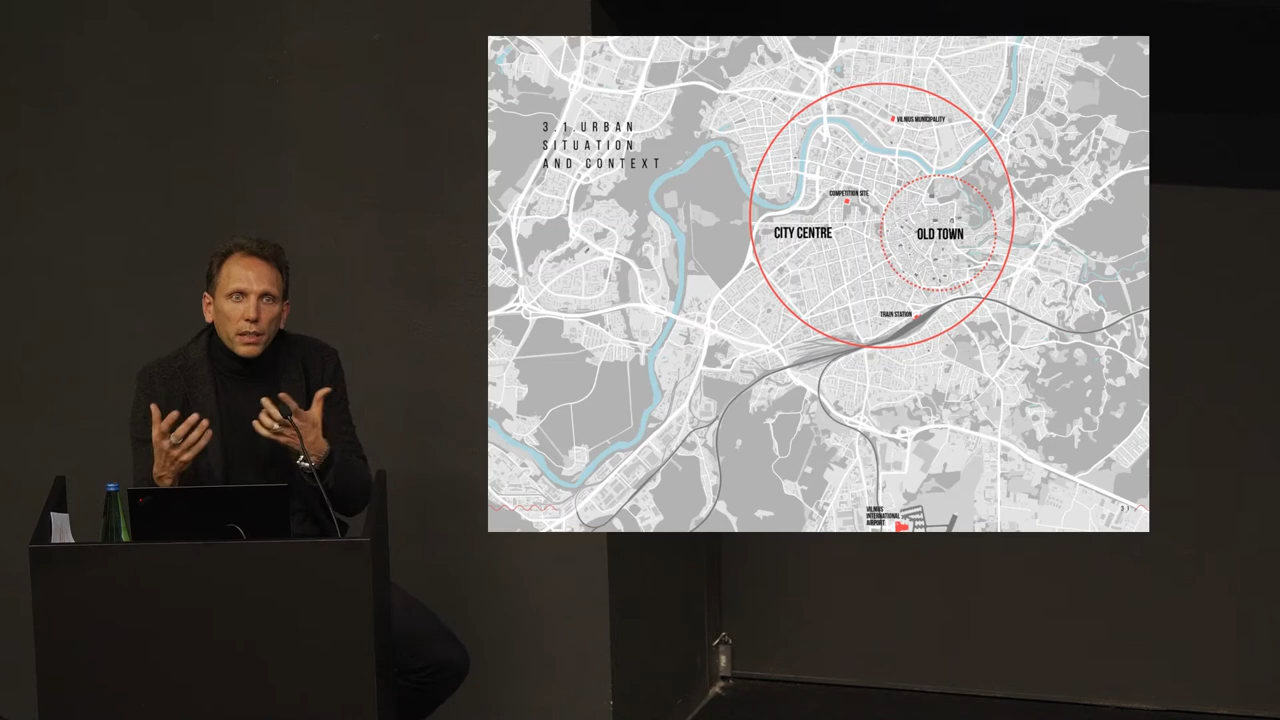 3.1.URBAN
SITUATION
AND CONTEXT
VILNIUS MUNICIPALITY
COMPETITION SITE
CITY CENTRE
OLD TOWN
TRAIN STATION
VILNIUS
INTERNATIONAL
AIRPORT